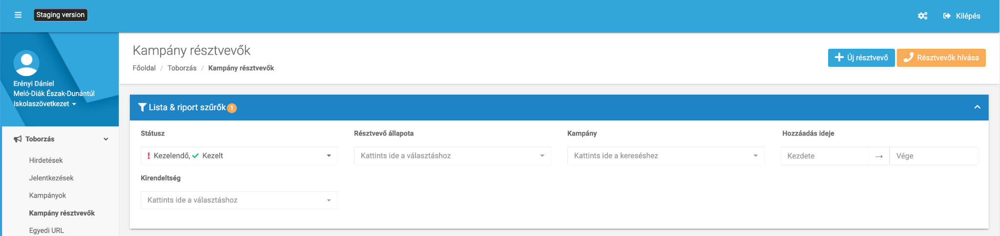 Staging version
Kilépés
Erényi Dániel
Meló-Diák Észak-Dunántúl
Iskolaszövetkezet
Toborzás
Hirdetések
Jelentkezések
Kampányok
Kampány résztvevők
Egyedi URL
Kampány résztvevők
Főoldal / Toborzás / Kampány résztvevők
Új résztvevő
Résztvevők hívása
Lista & riport szűrők 1
Státusz
Résztvevő állapota
Kampány
Hozzáadás ideje
Kezelendő, Kezelt
Kattints ide a választáshoz
Kattints ide a kereséshez
Kezdete → Vége
Kirendeltség
Kattints ide a választáshoz